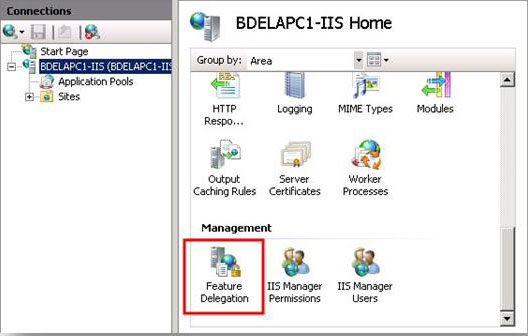 Connections
Start Page
BDELAPC1-IIS (BDELAPC1-IIS
Application Pools
Sites
BDELAPC1-IIS Home
Group by: Area
HTTP Respo...
Logging
MIME Types
Modules
Output Caching Rules
Server Certificates
Worker Processes
Management
Feature Delegation
IIS Manager Permissions
IIS Manager Users